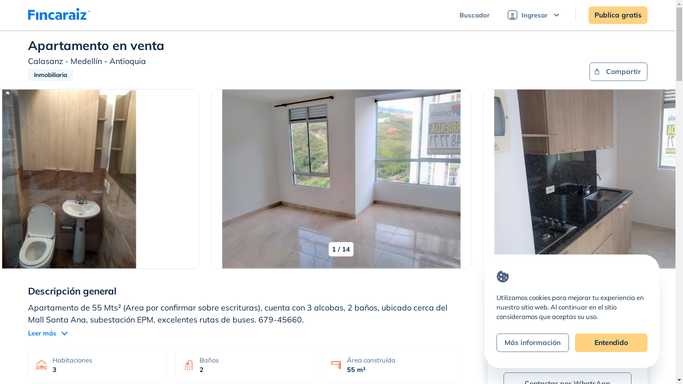 Fincaraiz
Buscador
Ingresar
Publica gratis
Apartamento en venta
Calasanz - Medellín - Antioquia
Inmobiliaria
Compartir
1 / 14
Descripción general
Apartamento de 55 Mts² (Area por confirmar sobre escrituras), cuenta con 3 alcobas, 2 baños, ubicado cerca del
Mall Santa Ana, subestación EPM, excelentes rutas de buses. 679-45660.
Leer más
Habitaciones
3
Baños
2
Área construída
55 m²
Utilizamos cookies para mejorar tu experiencia en
nuestro sitio web. Al continuar en el sitio
consideramos que aceptas su uso.
Más información
Entendido
Contactar por WhatsApp